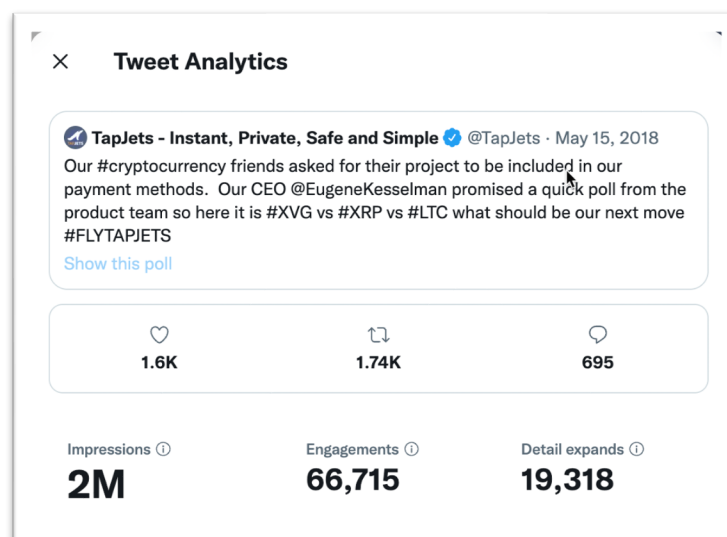 Tweet Analytics
TapJets - Instant, Private, Safe and Simple @TapJets · May 15, 2018
Our #cryptocurrency friends asked for their project to be included in our
payment methods.  Our CEO @EugeneKesselman promised a quick poll from the
product team so here it is #XVG vs #XRP vs #LTC what should be our next move
#FLYTAPJETS
Show this poll
1.6K 1.74K 695
Impressions Engagements Detail expands
2M 66,715 19,318